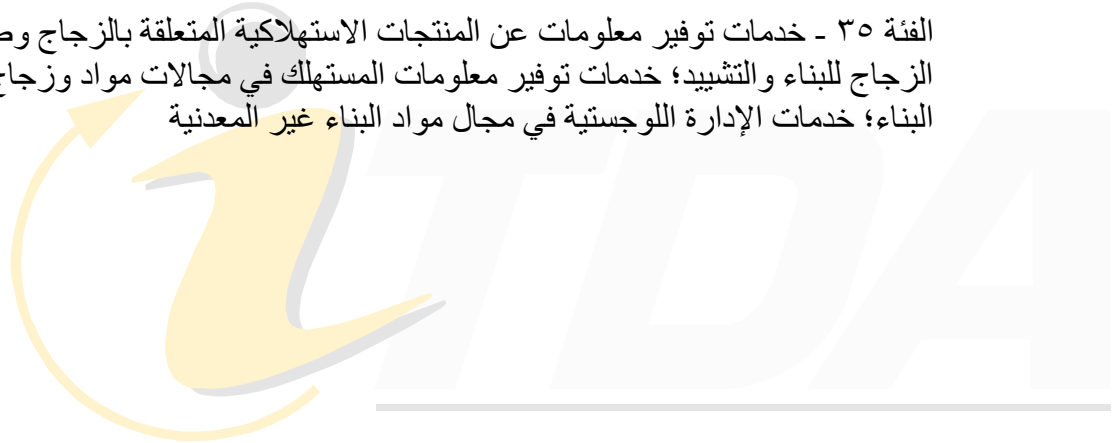 الفئة ٣٥ - خدمات توفير معلومات عن المنتجات الاستهلاكية المتعلقة بالزجاج
الزجاج للبناء والتشييد؛ خدمات توفير معلومات المستهلك في مجالات مواد وزجاج
البناء؛ خدمات الإدارة اللوجستية في مجال مواد البناء غير المعدنية
iTDA